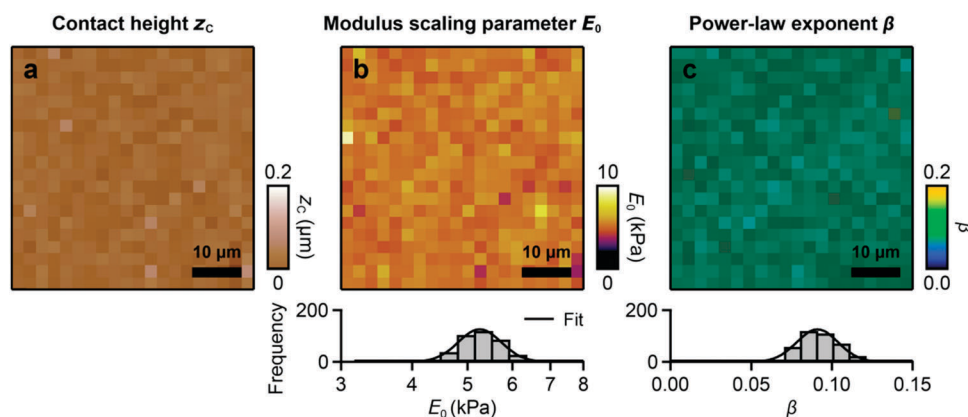 Contact height zC
Modulus scaling parameter E0
Power-law exponent β
a
b
c
0.2
zC (μm)
0
10
E0 (kPa)
0
0.2
β
0.0
10 μm
10 μm
10 μm
Frequency
200
0
Fit
3 4 5 6 7 8
E0 (kPa)
200
0
0.00 0.05 0.10 0.15
β